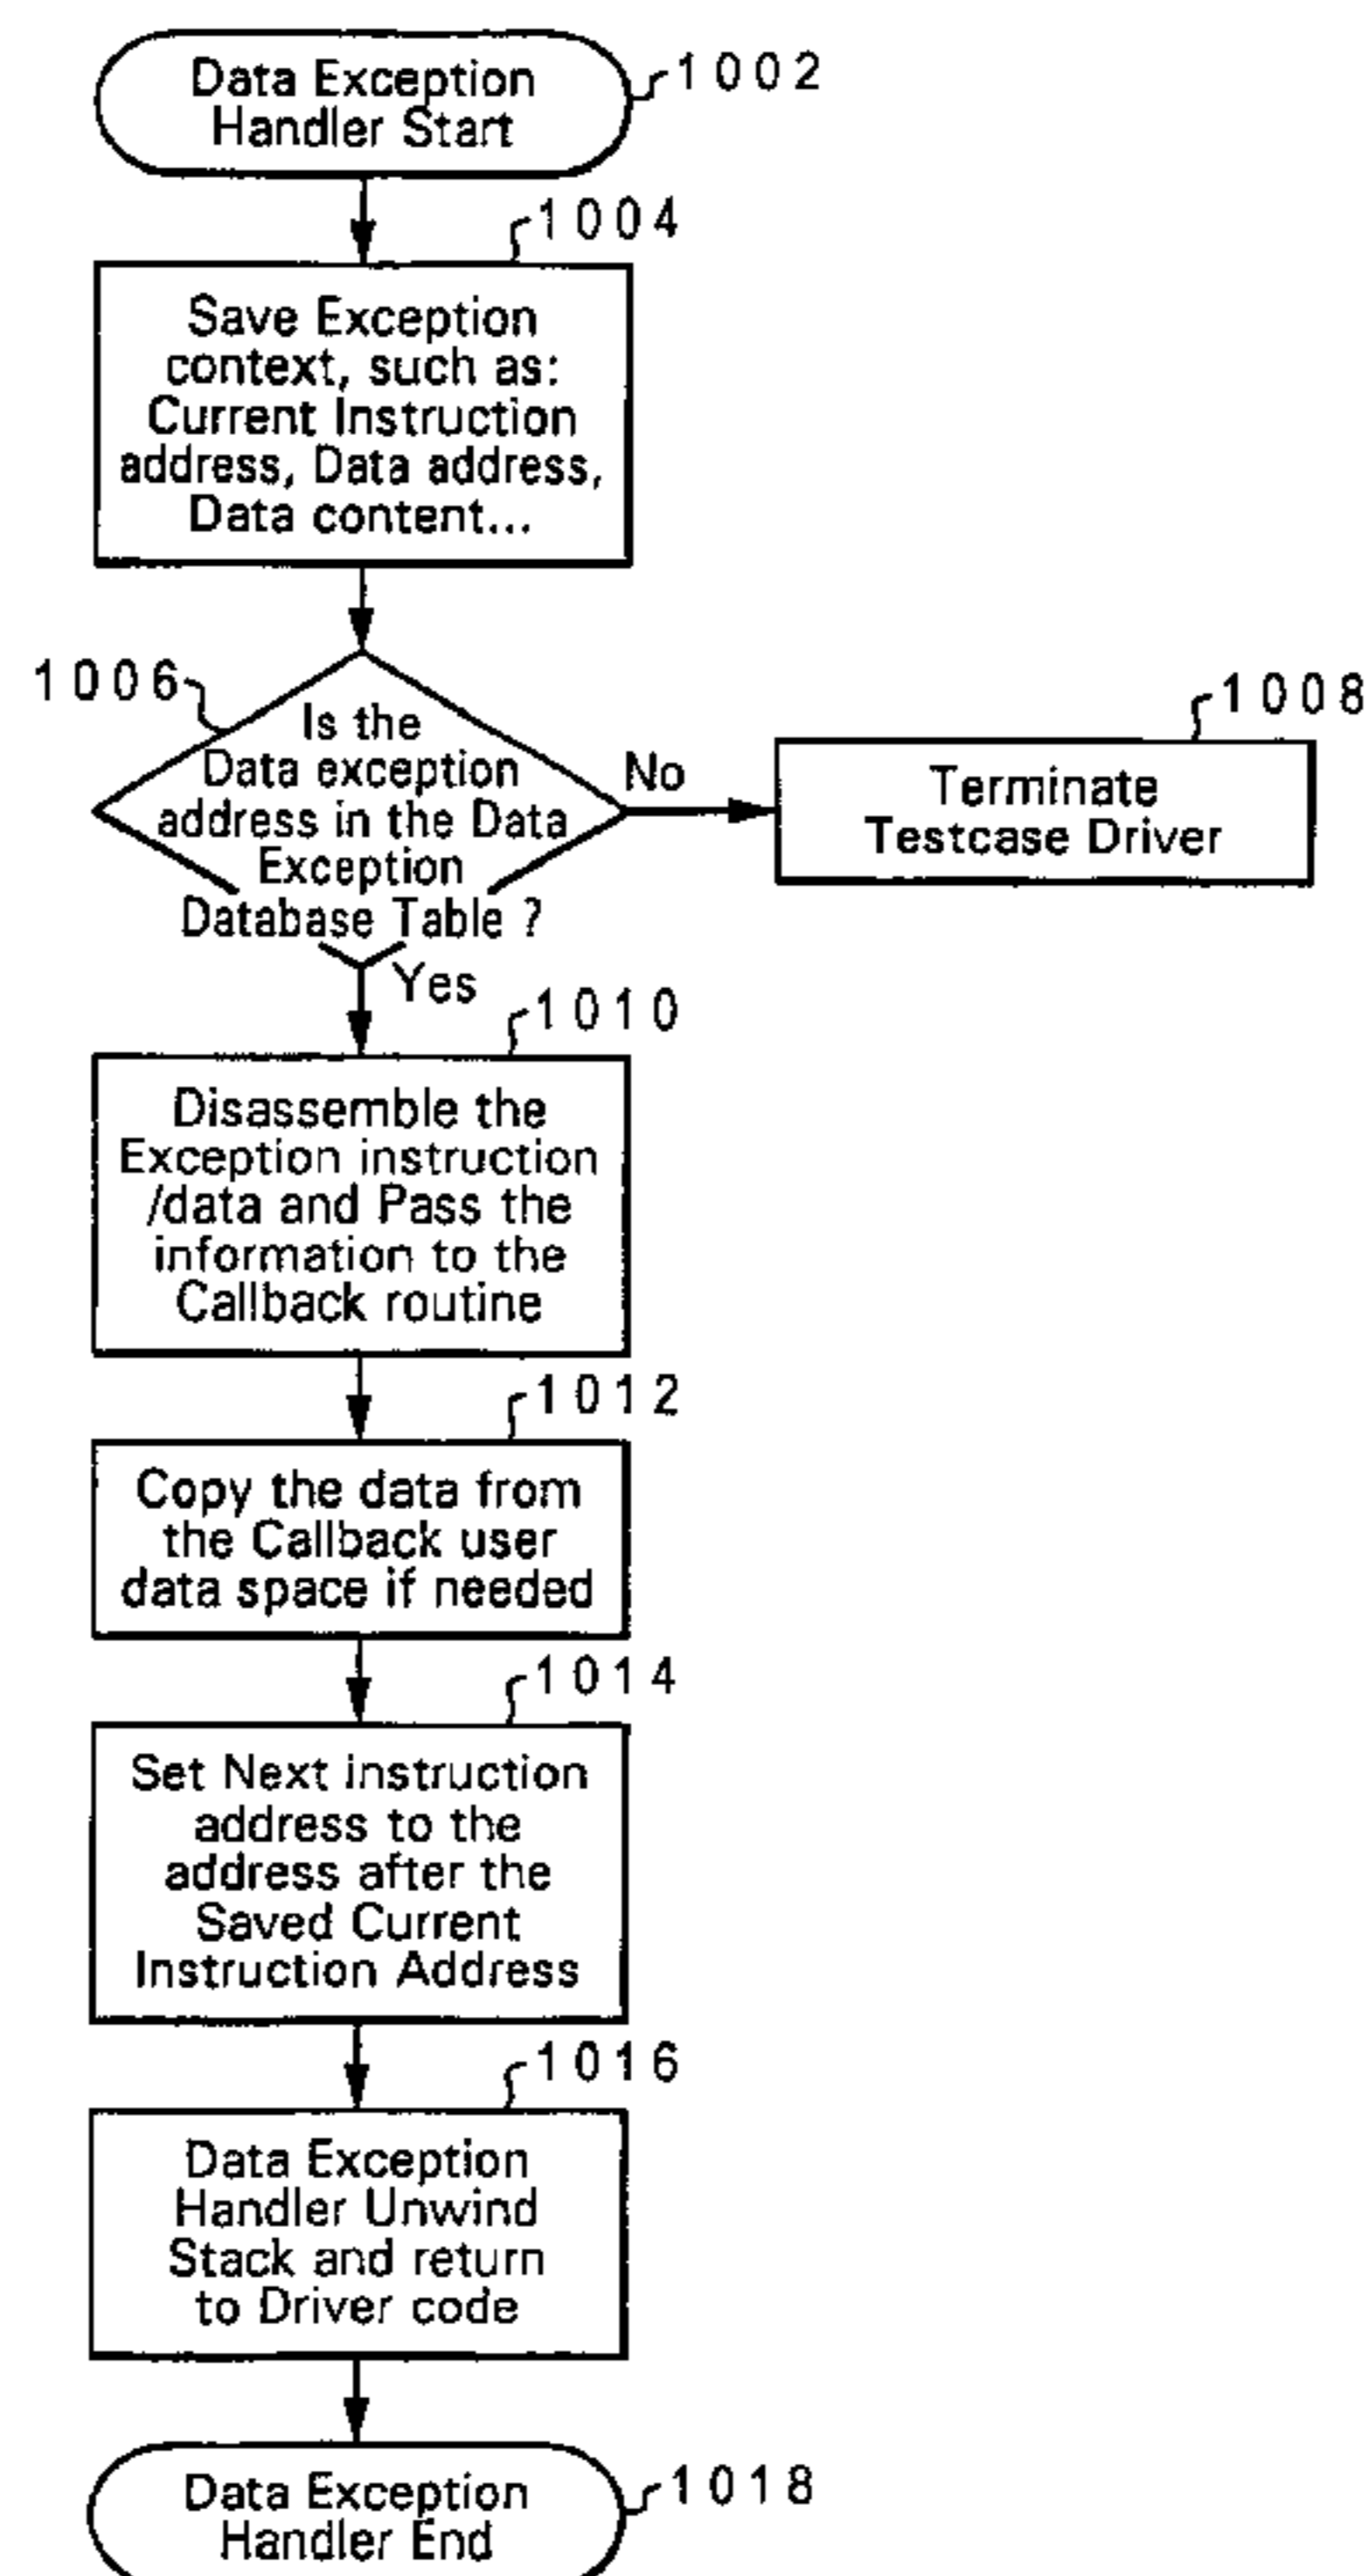 Data Exception
Handler Start
1002
1004
Save Exception
context, such as:
Current Instruction
address, Data address,
Data content...
1006
Is the
Data exception
address in the Data
Exception
Database Table ?
No
1008
Terminate
Testcase Driver
Yes
1010
Disassemble the
Exception instruction
/data and Pass the
information to the
Callback routine
1012
Copy the data from
the Callback user
data space if needed
1014
Set Next instruction
address to the
address after the
Saved Current
Instruction Address
1016
Data Exception
Handler Unwind
Stack and return
to Driver code
Data Exception
Handler End
1018